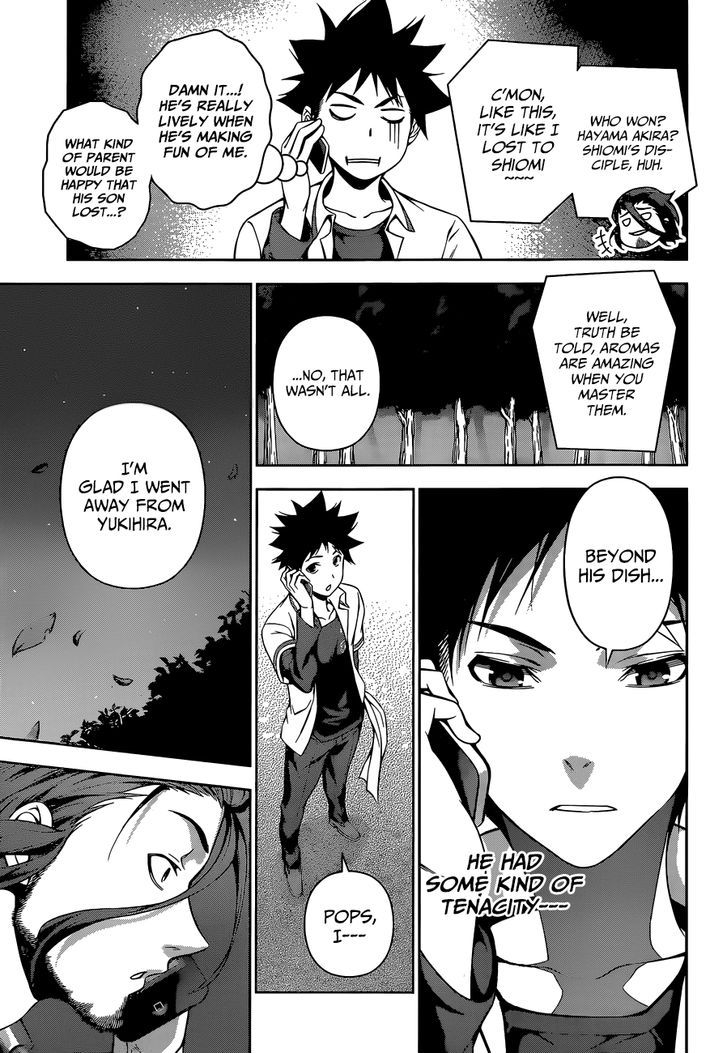 WHO WON?
HAYAMA AKIRA?
SHIOMI'S DIS-
CIPLE, HUH.
C'MON,
LIKE THIS,
IT'S LIKE I
LOST TO
SHIOMI
~~~
DAMN IT...!
HE'S REALLY
LIVELY WHEN
HE'S MAKING
FUN OF ME.
WHAT KIND
OF PARENT
WOULD BE
HAPPY THAT
HIS SON
LOST...?
WELL,
TRUTH BE
TOLD, AROMAS
ARE AMAZING
WHEN YOU
MASTER
THEM.
...NO, THAT
WASN'T ALL.
BEYOND
HIS DISH...
HE HAD
SOME KIND OF
TENACITY---
POPS,
I---
I'M
GLAD I WENT
AWAY FROM
YUKIHIRA.